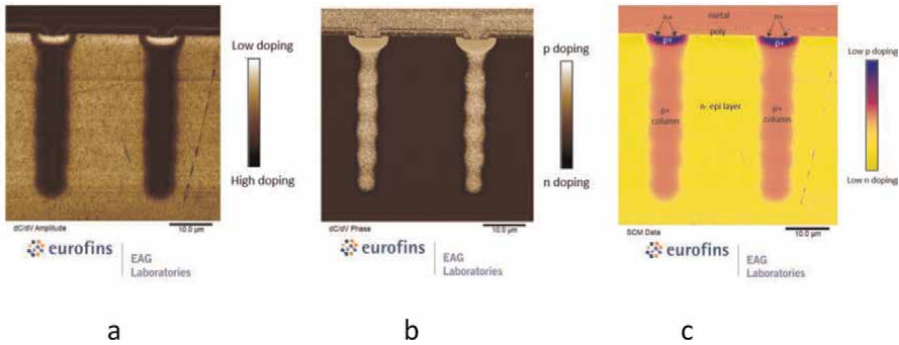 Low doping
High doping
dC/dV Amplitude
10.0 µm
eurofins
EAG
Laboratories
a
p doping
n doping
dC/dV Phase
10.0 µm
eurofins
EAG
Laboratories
b
n+
metal
n+
poly
p+
p+
p+
column
n- epi layer
p+
column
Low p doping
Low n doping
SCM Data
10.0 µm
eurofins
EAG
Laboratories
c